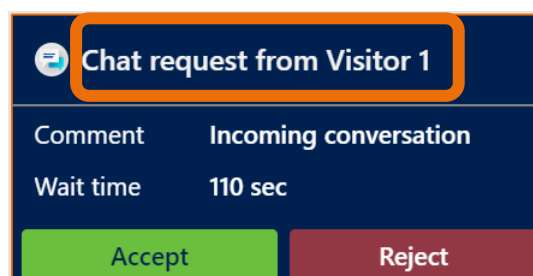 Chat request from Visitor 1
Comment Incoming conversation
Wait time 110 sec
Accept Reject